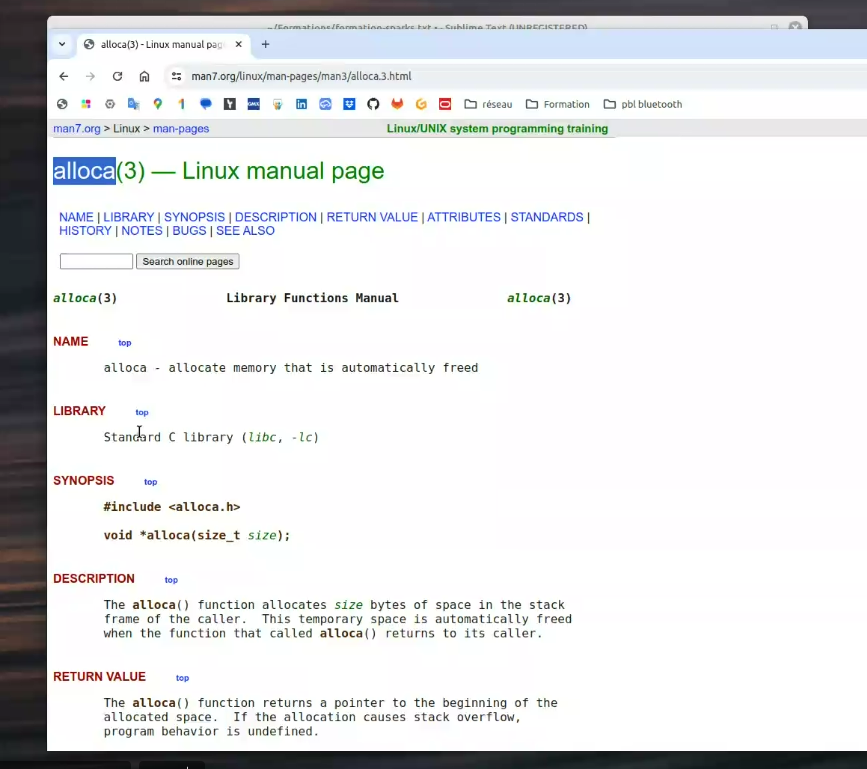 ~/Formations/formation-sparks.txt - Sublime Text (UNREGISTERED)
alloca(3) - Linux manual pag
man7.org/linux/man-pages/man3/alloca.3.html
réseau Formation pbl bluetooth
man7.org > Linux > man-pages Linux/UNIX system programming training
alloca(3) — Linux manual page
NAME | LIBRARY | SYNOPSIS | DESCRIPTION | RETURN VALUE | ATTRIBUTES | STANDARDS |
HISTORY | NOTES | BUGS | SEE ALSO
Search online pages
alloca(3) Library Functions Manual alloca(3)
NAME top
alloca - allocate memory that is automatically freed
LIBRARY top
Standard C library (libc, -lc)
SYNOPSIS top
#include <alloca.h>
void *alloca(size_t size);
DESCRIPTION top
The alloca() function allocates size bytes of space in the stack
frame of the caller. This temporary space is automatically freed
when the function that called alloca() returns to its caller.
RETURN VALUE top
The alloca() function returns a pointer to the beginning of the
allocated space. If the allocation causes stack overflow,
program behavior is undefined.